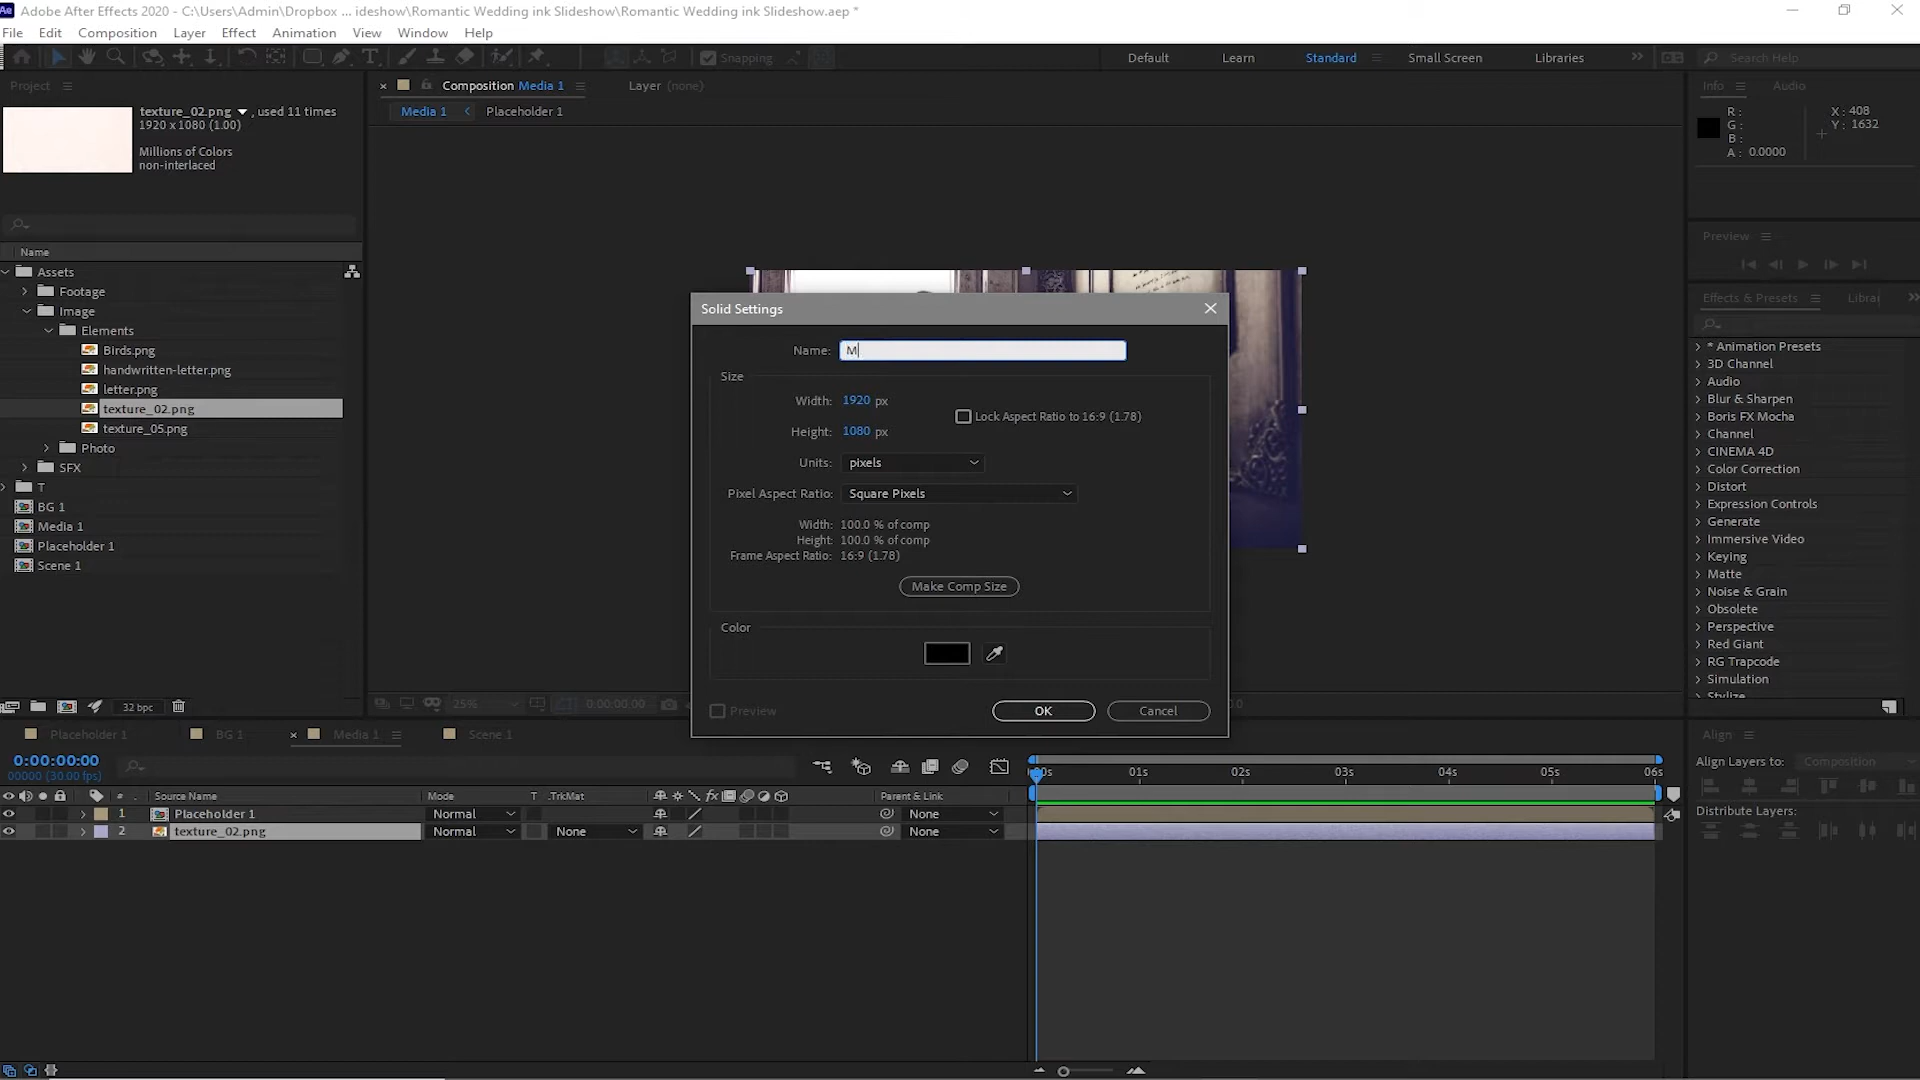 Adobe After Effects 2020 - C:\Users\Admin\Dropbox ... ideshow\Romantic Wedding ink Slideshow\Romantic Wedding ink Slideshow.aep *
File Edit Composition Layer Effect Animation View Window Help
Snapping Default Learn Standard Small Screen Libraries Search Help
Project
Composition Media 1 Layer (none)
Info Audio
texture_02.png , used 11 times
1920 x 1080 (1.00)
Millions of Colors
non-interlaced
Media 1 Placeholder 1
R :
G :
B :
A : 0.0000
X : 408
Y : 1632
Preview
Name
Assets
Footage
Image
Elements
Birds.png
handwritten-letter.png
letter.png
texture_02.png
texture_05.png
Photo
SFX
T
BG 1
Media 1
Placeholder 1
Scene 1
32 bpc
Solid Settings
Name: M
Size
Width: 1920 px
Lock Aspect Ratio to 16:9 (1.78)
Height: 1080 px
Units: pixels
Pixel Aspect Ratio: Square Pixels
Width: 100.0 % of comp
Height: 100.0 % of comp
Frame Aspect Ratio: 16:9 (1.78)
Make Comp Size
Color
Preview OK Cancel
25% 0:00:00:00
Effects & Presets Librar
* Animation Presets
3D Channel
Audio
Blur & Sharpen
Boris FX Mocha
Channel
CINEMA 4D
Color Correction
Distort
Expression Controls
Generate
Immersive Video
Keying
Matte
Noise & Grain
Obsolete
Perspective
Red Giant
RG Trapcode
Simulation
Stylize
Placeholder 1 BG 1 Media 1 Scene 1
0:00:00:00
00000 (30.00 fps)
01s 02s 03s 04s 05s 06s
# Source Name Mode T .TrkMat fx Parent & Link
1 Placeholder 1 Normal None
2 texture_02.png Normal None None
Align
Align Layers to: Composition
Distribute Layers: